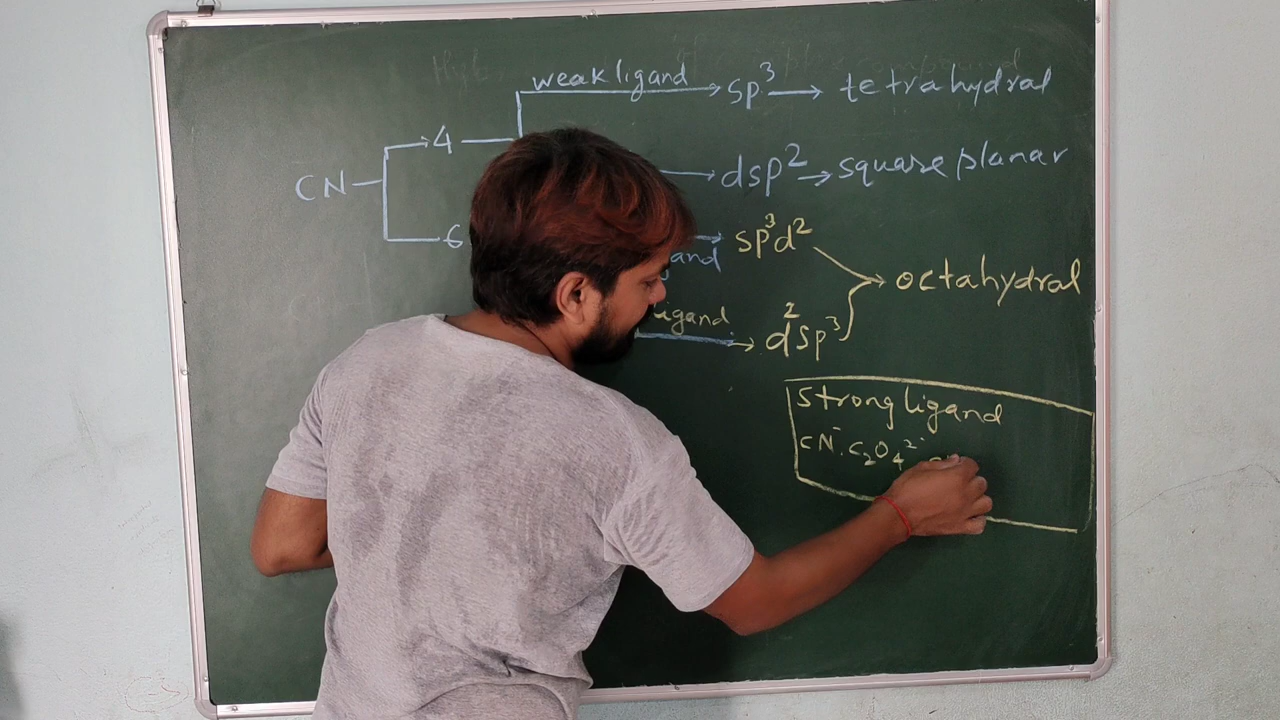 weak ligand → sp³ → tetrahydral
CN 4
→ dsp² → square planar
6 → sp³d²
→ octahydral
ligand → d²sp³
Strong ligand
CN⁻. C₂O₄²⁻